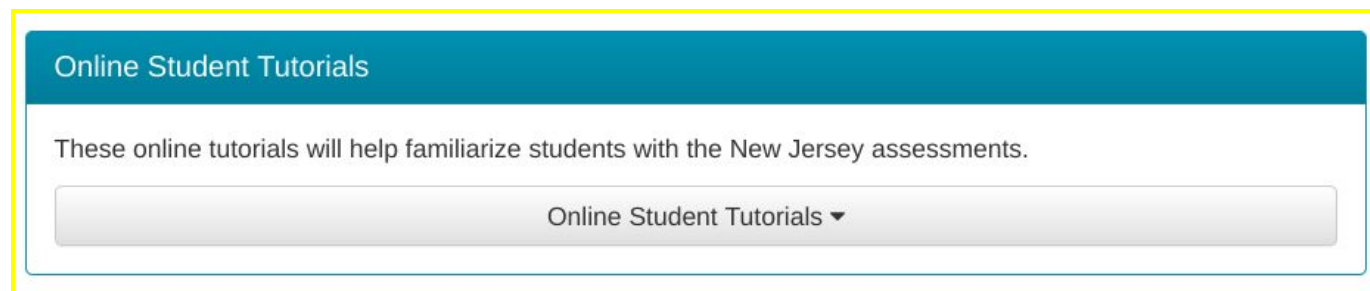 Online Student Tutorials
These online tutorials will help familiarize students with the New Jersey assessments.
Online Student Tutorials